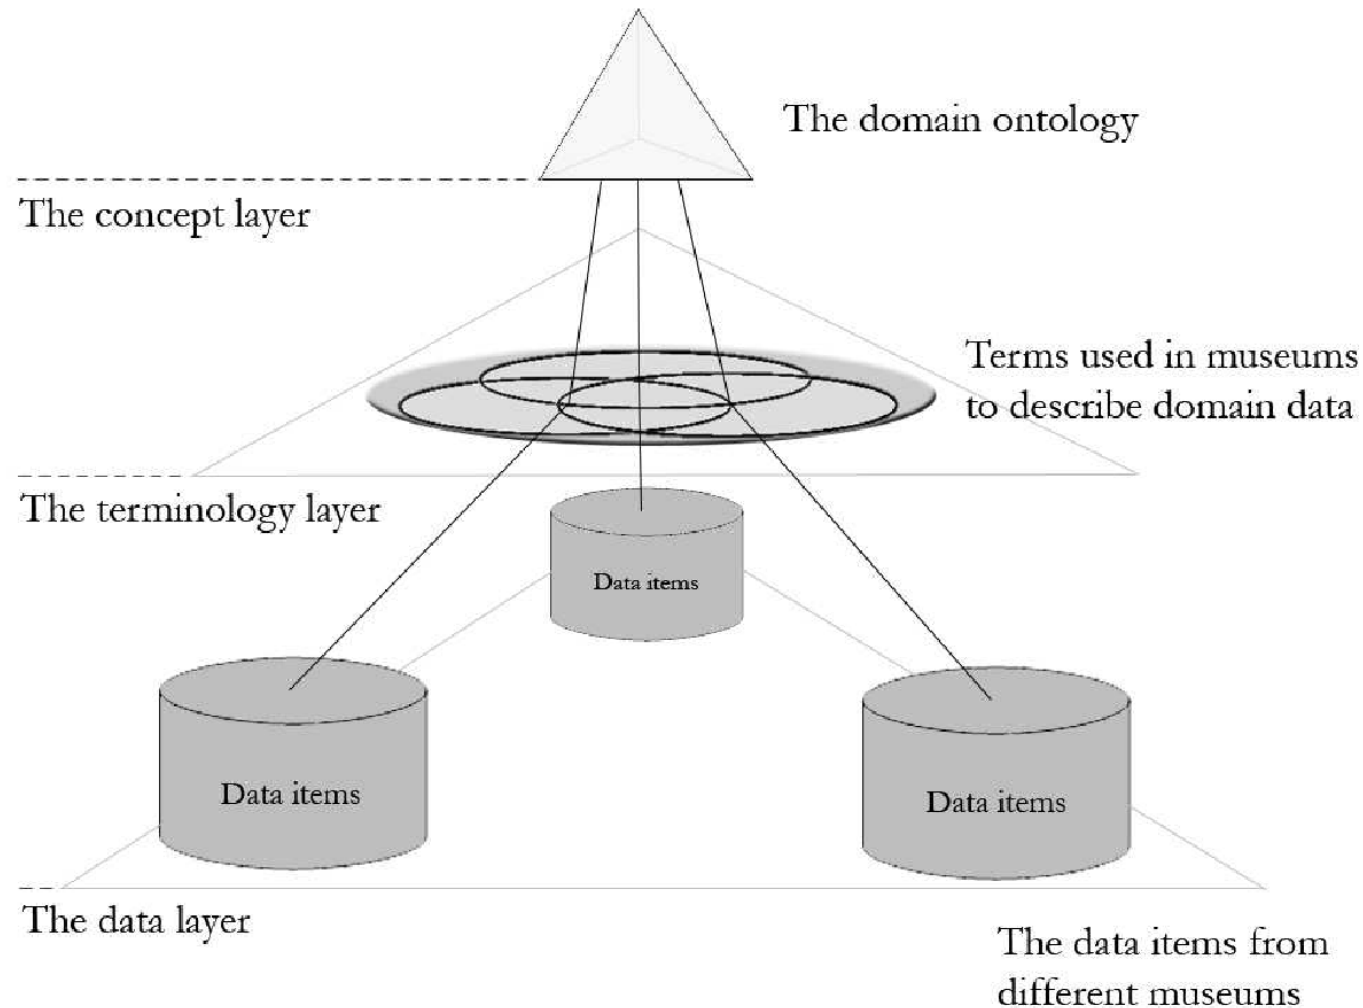 The domain ontology
The concept layer
Terms used in museums
to describe domain data
The terminology layer
Data items
Data items
Data items
The data layer
The data items from
different museums